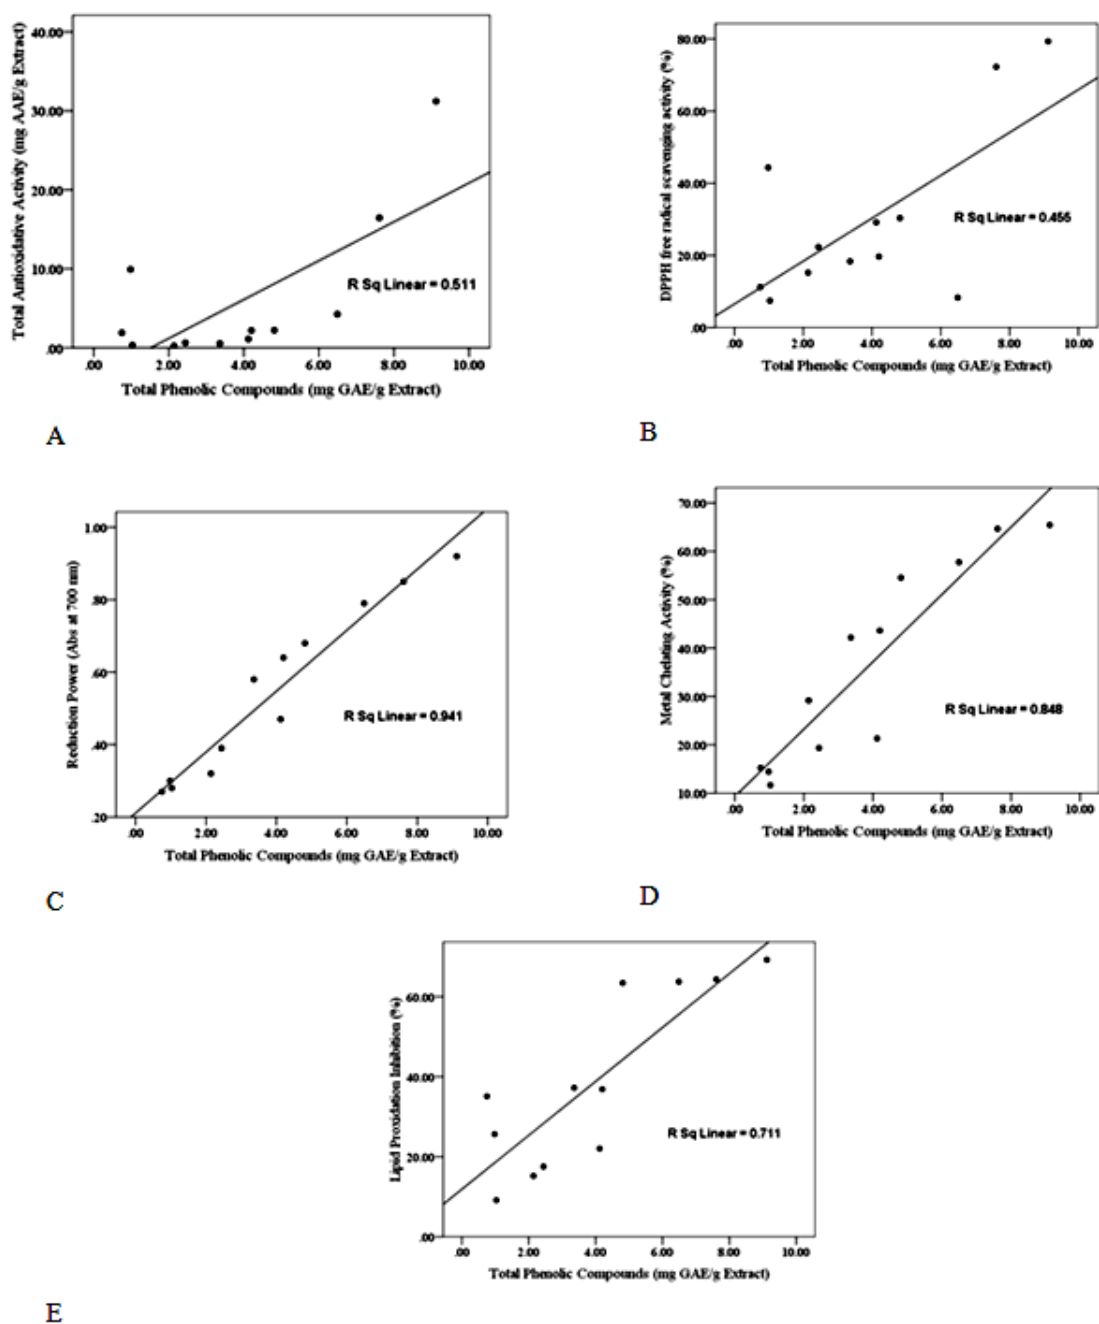 Total Antioxidative Activity (mg AAE/g Extract)
40.00
30.00
20.00
10.00
.00
R Sq Linear = 0.511
.00 2.00 4.00 6.00 8.00 10.00
Total Phenolic Compounds (mg GAE/g Extract)
A
DPPH free radical scavenging activity (%)
80.00
60.00
40.00
20.00
.00
R Sq Linear = 0.455
.00 2.00 4.00 6.00 8.00 10.00
Total Phenolic Compounds (mg GAE/g Extract)
B
Reduction Power (Abs at 700 nm)
1.00
.80
.60
.40
.20
R Sq Linear = 0.941
.00 2.00 4.00 6.00 8.00 10.00
Total Phenolic Compounds (mg GAE/g Extract)
C
Metal Chelating Activity (%)
70.00
60.00
50.00
40.00
30.00
20.00
10.00
R Sq Linear = 0.848
.00 2.00 4.00 6.00 8.00 10.00
Total Phenolic Compounds (mg GAE/g Extract)
D
Lipid Proxidation Inhibition (%)
60.00
40.00
20.00
.00
R Sq Linear = 0.711
.00 2.00 4.00 6.00 8.00 10.00
Total Phenolic Compounds (mg GAE/g Extract)
E